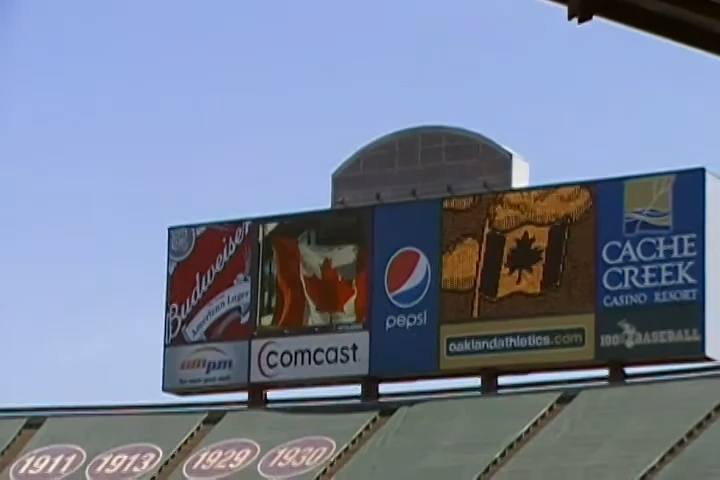 Budweiser
American Lager
ampm
comcast.
pepsi
oaklandathletics.com
CACHE
CREEK
CASINO RESORT
100% BASEBALL
1911
1913
1929
1930